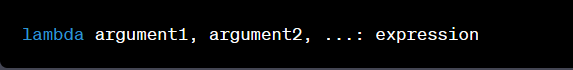 lambda argument1, argument2, ...: expression